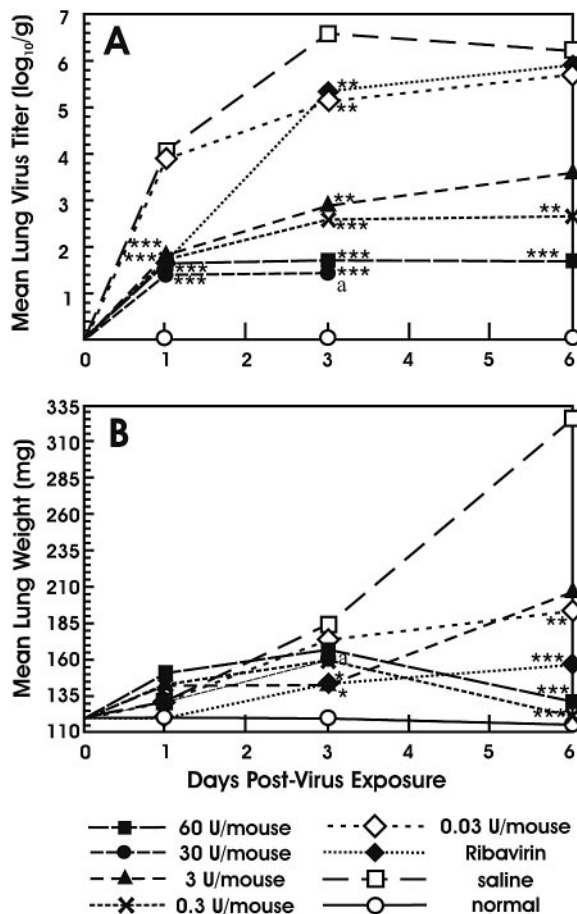 A
Mean Lung Virus Titer (log10/g)
7
6
5
4
3
2
1
**
**
**
***
**
***
***
***
***
***
***
***
a
0 1 2 3 4 5 6
B
Mean Lung Weight (mg)
335
310
285
260
235
210
185
160
135
110
a
*
*
**
***
***
***
0 1 2 3 4 5 6
Days Post-Virus Exposure
60 U/mouse
30 U/mouse
3 U/mouse
0.3 U/mouse
0.03 U/mouse
Ribavirin
saline
normal